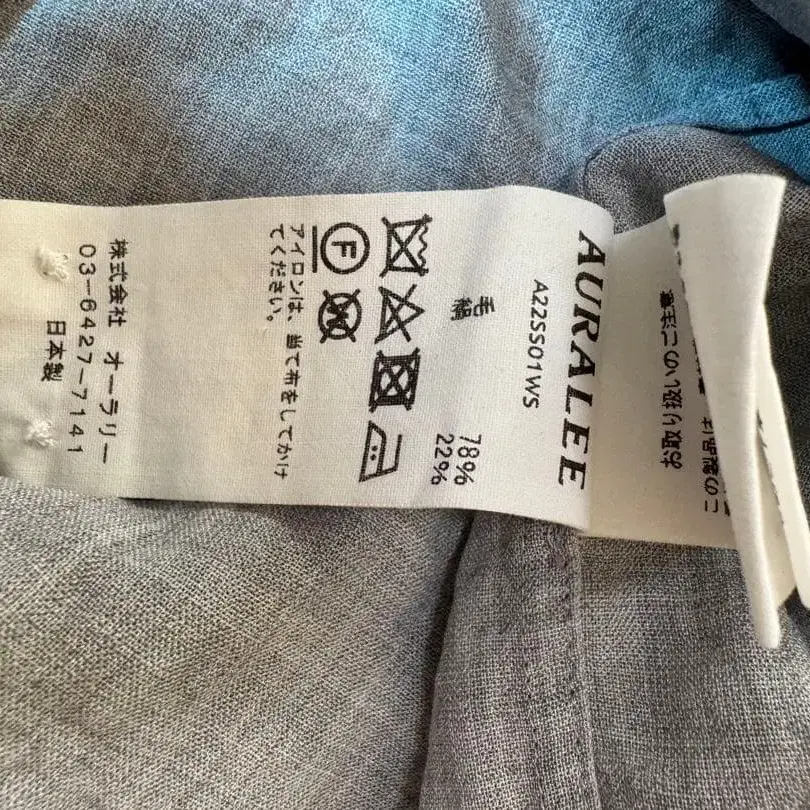 AURALEE
A22SS01WS
毛 78%
絹 22%
F W
アイロンは、当て布をしてかけ
てください。
株式会社 オーラリー
03-6427-7141
日本製
お取り扱いのご注意